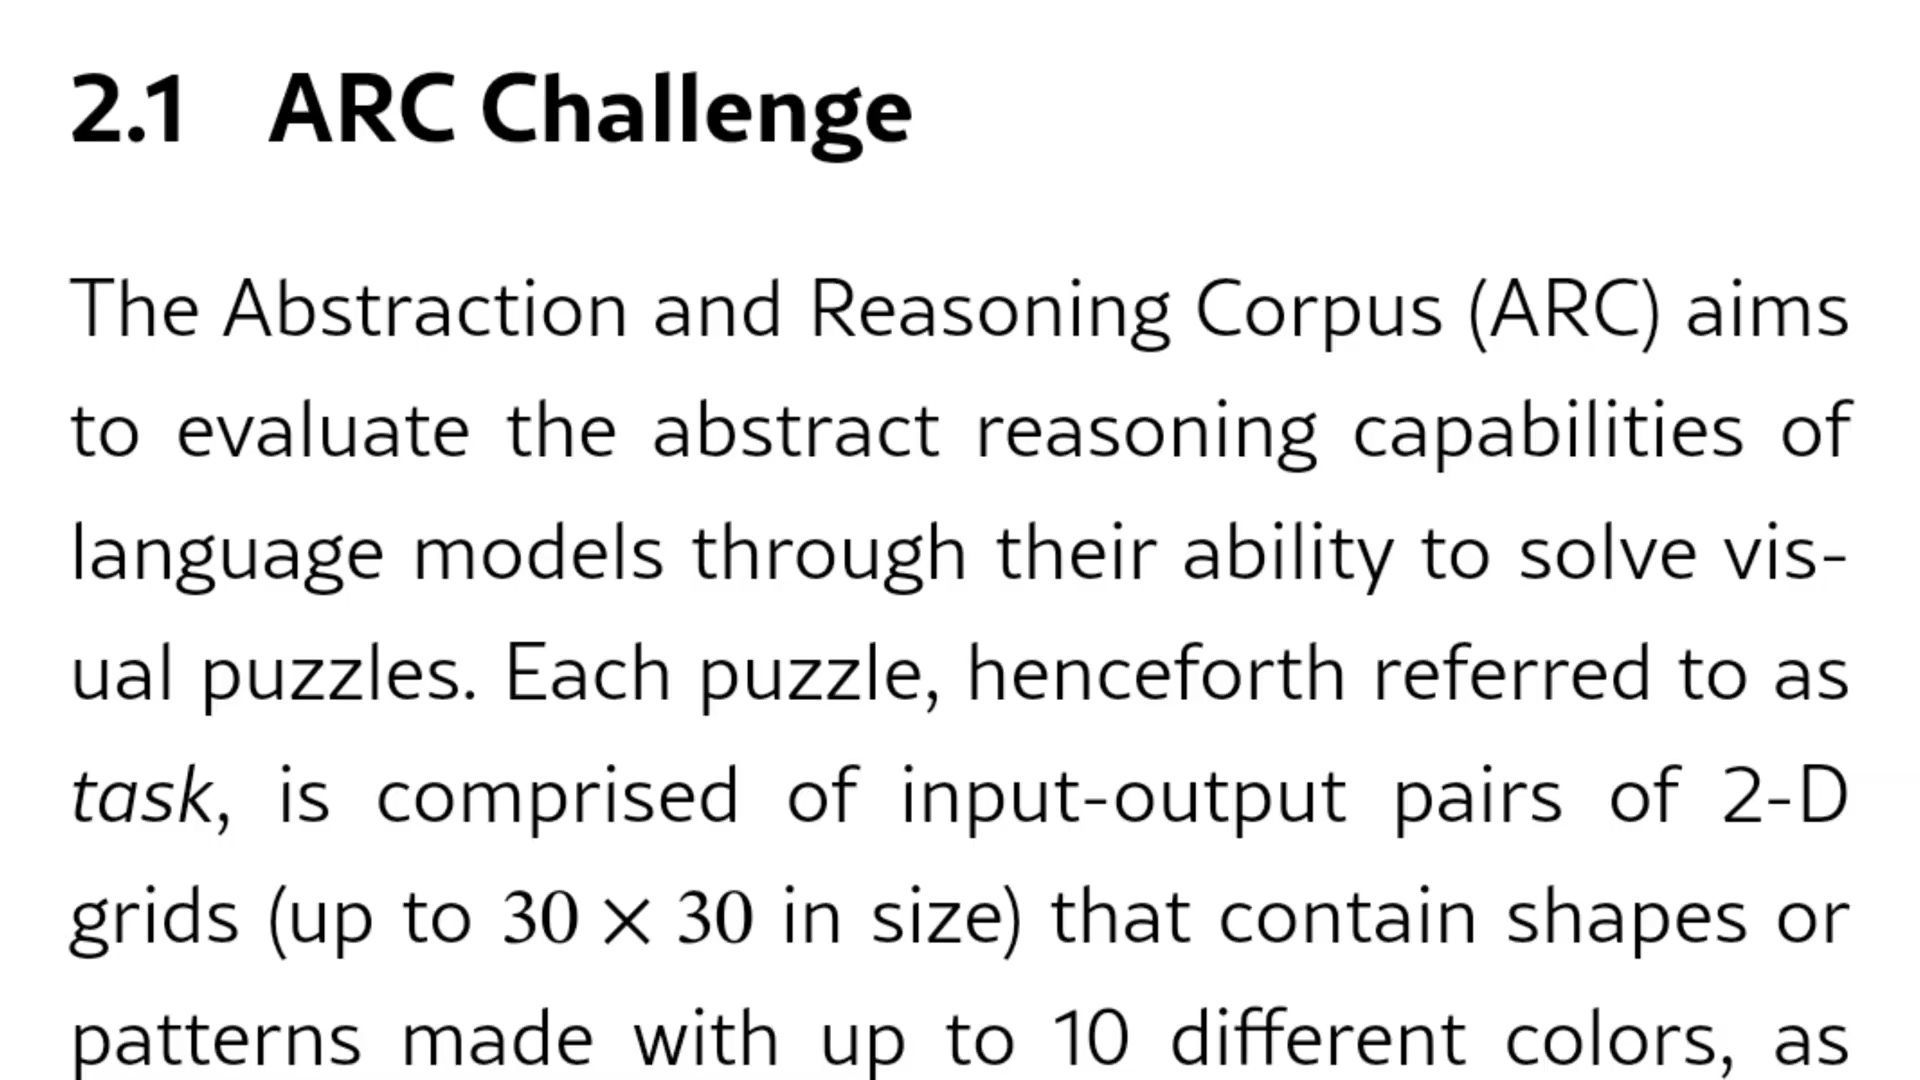 2.1 ARC Challenge
The Abstraction and Reasoning Corpus (ARC) aims
to evaluate the abstract reasoning capabilities of
language models through their ability to solve vis-
ual puzzles. Each puzzle, henceforth referred to as
task, is comprised of input-output pairs of 2-D
grids (up to 30 × 30 in size) that contain shapes or
patterns made with up to 10 different colors, as